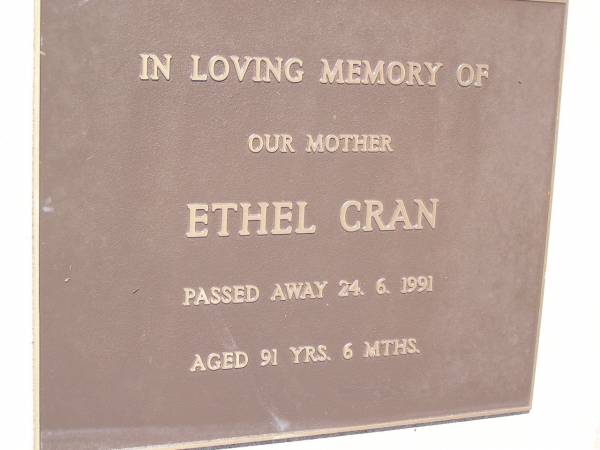 IN LOVING MEMORY OF
OUR MOTHER
ETHEL CRAN
PASSED AWAY 24. 6. 1991
AGED 91 YRS. 6 MTHS.